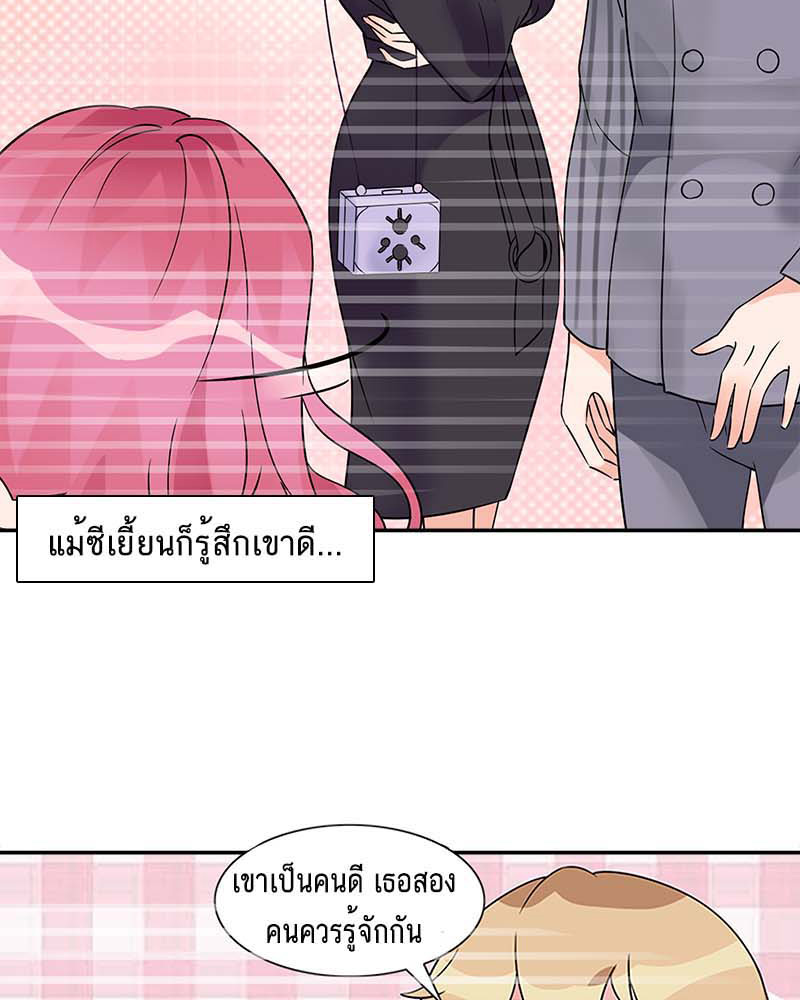 แม้ซีเยี้ยนก็รู้สึกเขาดี...
เขาเป็นคนดี เธอสอง
คนควรรู้จักกัน